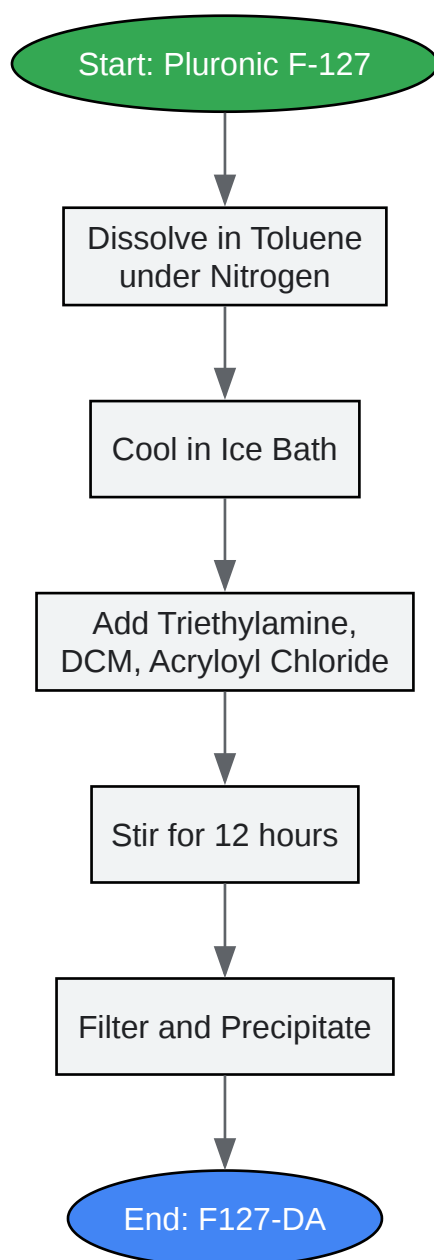 Start: Pluronic F-127
Dissolve in Toluene
under Nitrogen
Cool in Ice Bath
Add Triethylamine,
DCM, Acryloyl Chloride
Stir for 12 hours
Filter and Precipitate
End: F127-DA